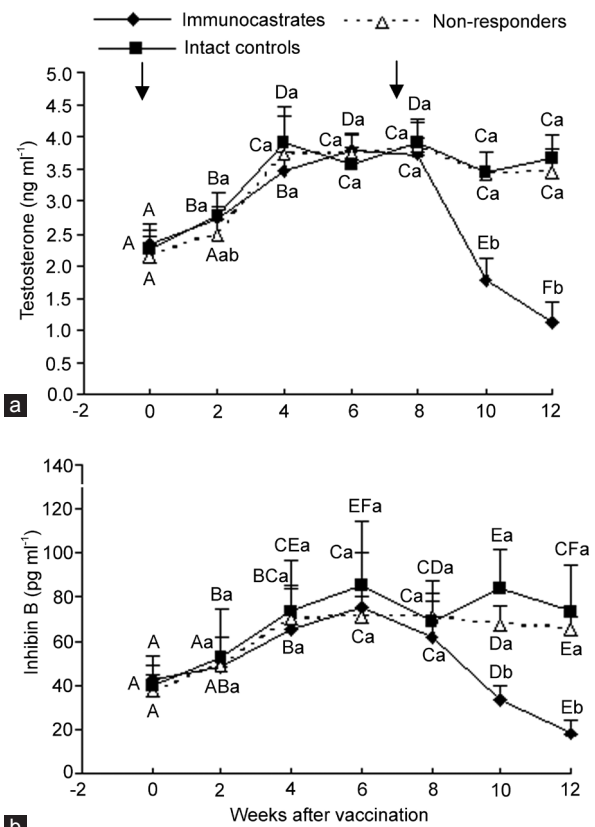 Immunocastrates
Non-responders
Intact controls
Testosterone (ng ml⁻¹)
5.0
4.5
4.0
3.5
3.0
2.5
2.0
1.5
1.0
0.5
0.0
Da Da Da
Ca Ca Ca Ca Ca
Ba Ca Ca Ca Ca
Ba Ba
A
A Aab
A
Eb Fb
-2 0 2 4 6 8 10 12
a
Inhibin B (pg ml⁻¹)
140
120
100
80
60
40
20
0
EFa
CEa Ca CDa Ea CFa
Ba BCa Ca
A Aa
A ABa Ba Ca Ca Da Ea
A
Db Eb
-2 0 2 4 6 8 10 12
Weeks after vaccination
b